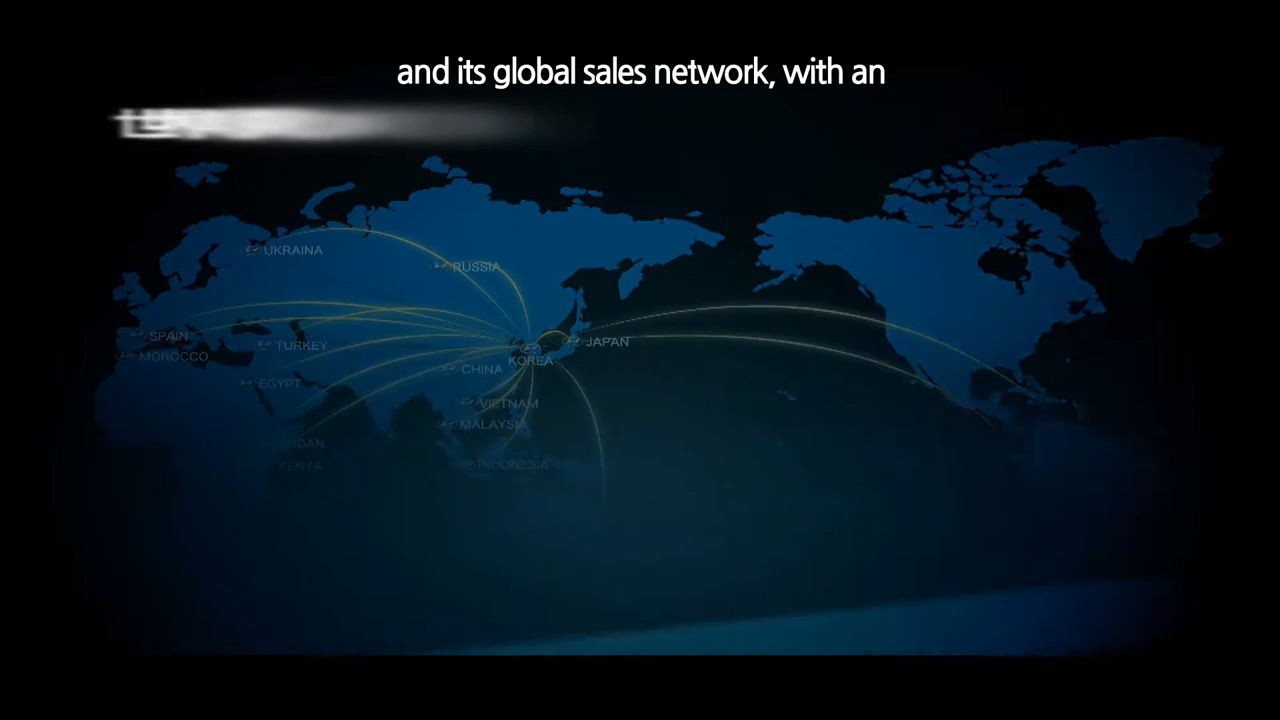 and its global sales network, with an
UKRAINA
RUSSIA
SPAIN
MOROCCO
TURKEY
JAPAN
KOREA
CHINA
EGYPT
VIETNAM
MALAYSIA
SUDAN
KENYA
INDONESIA